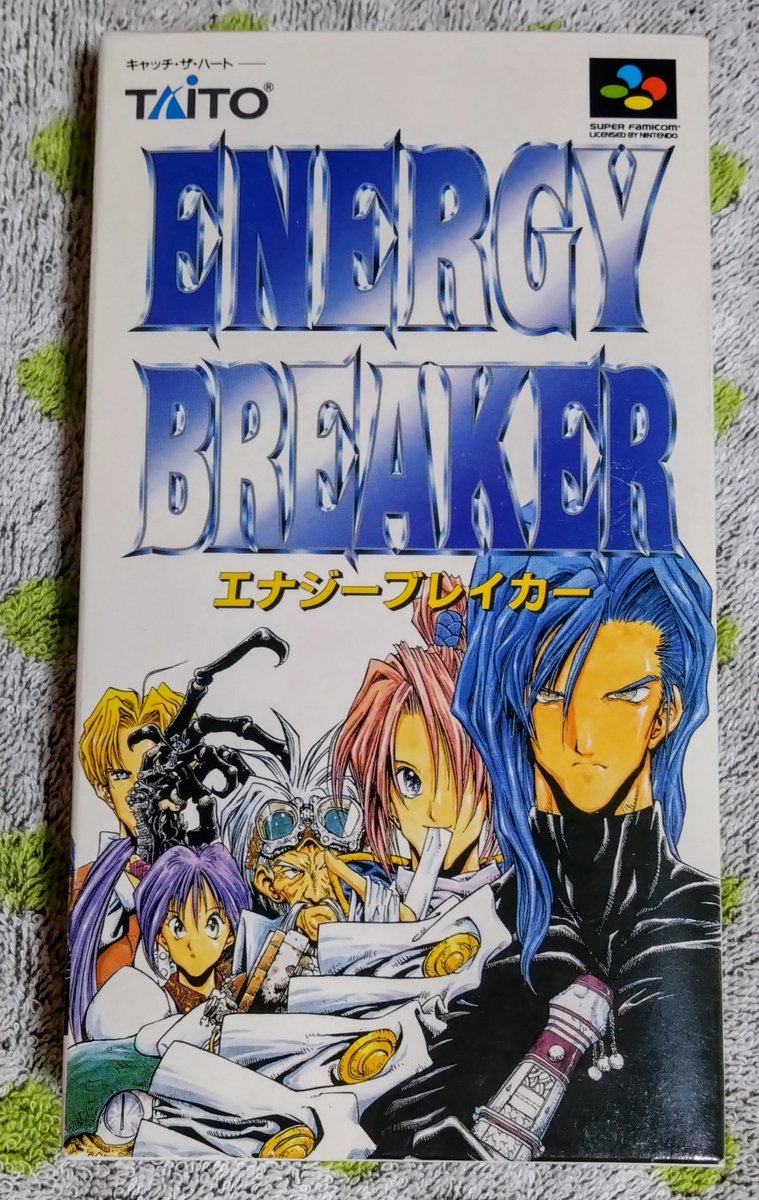 キャッチ・ザ・ハート
TAITO®
SUPER FAMICOM
LICENSED BY NINTENDO
ENERGY
BREAKER
エナジーブレイカー